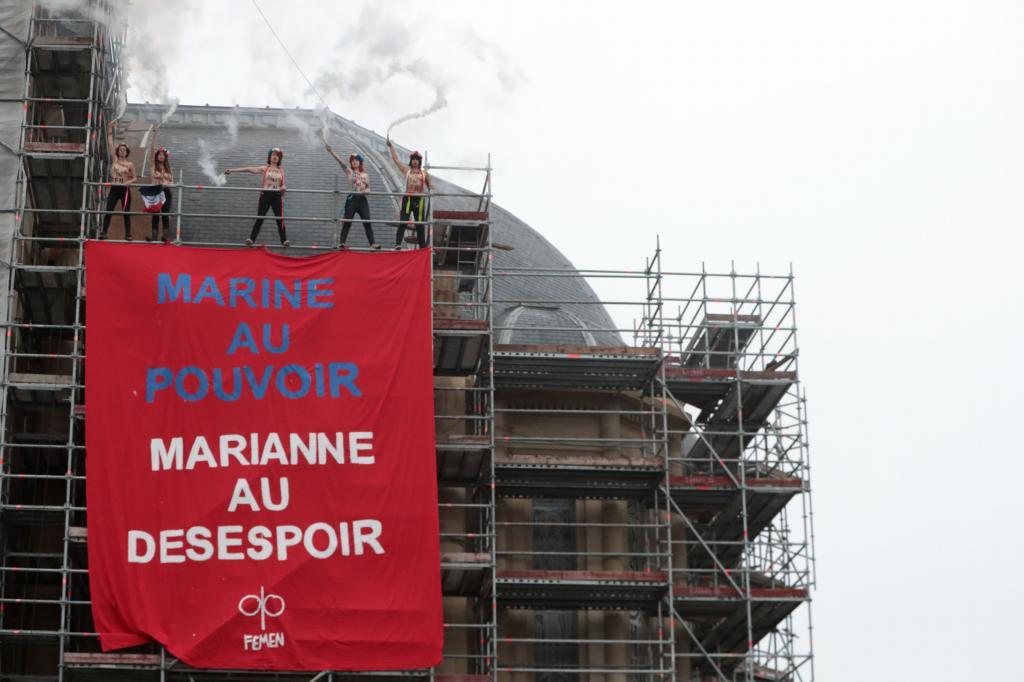 MARINE
AU
POUVOIR
MARIANNE
AU
DESESPOIR
FEMEN